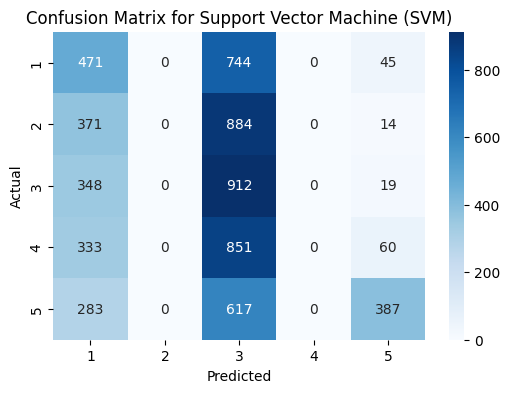 Confusion Matrix for Support Vector Machine (SVM)
1 471 0 744 0 45
2 371 0 884 0 14
3 348 0 912 0 19
4 333 0 851 0 60
5 283 0 617 0 387
1 2 3 4 5
Predicted
Actual
800
600
400
200
0